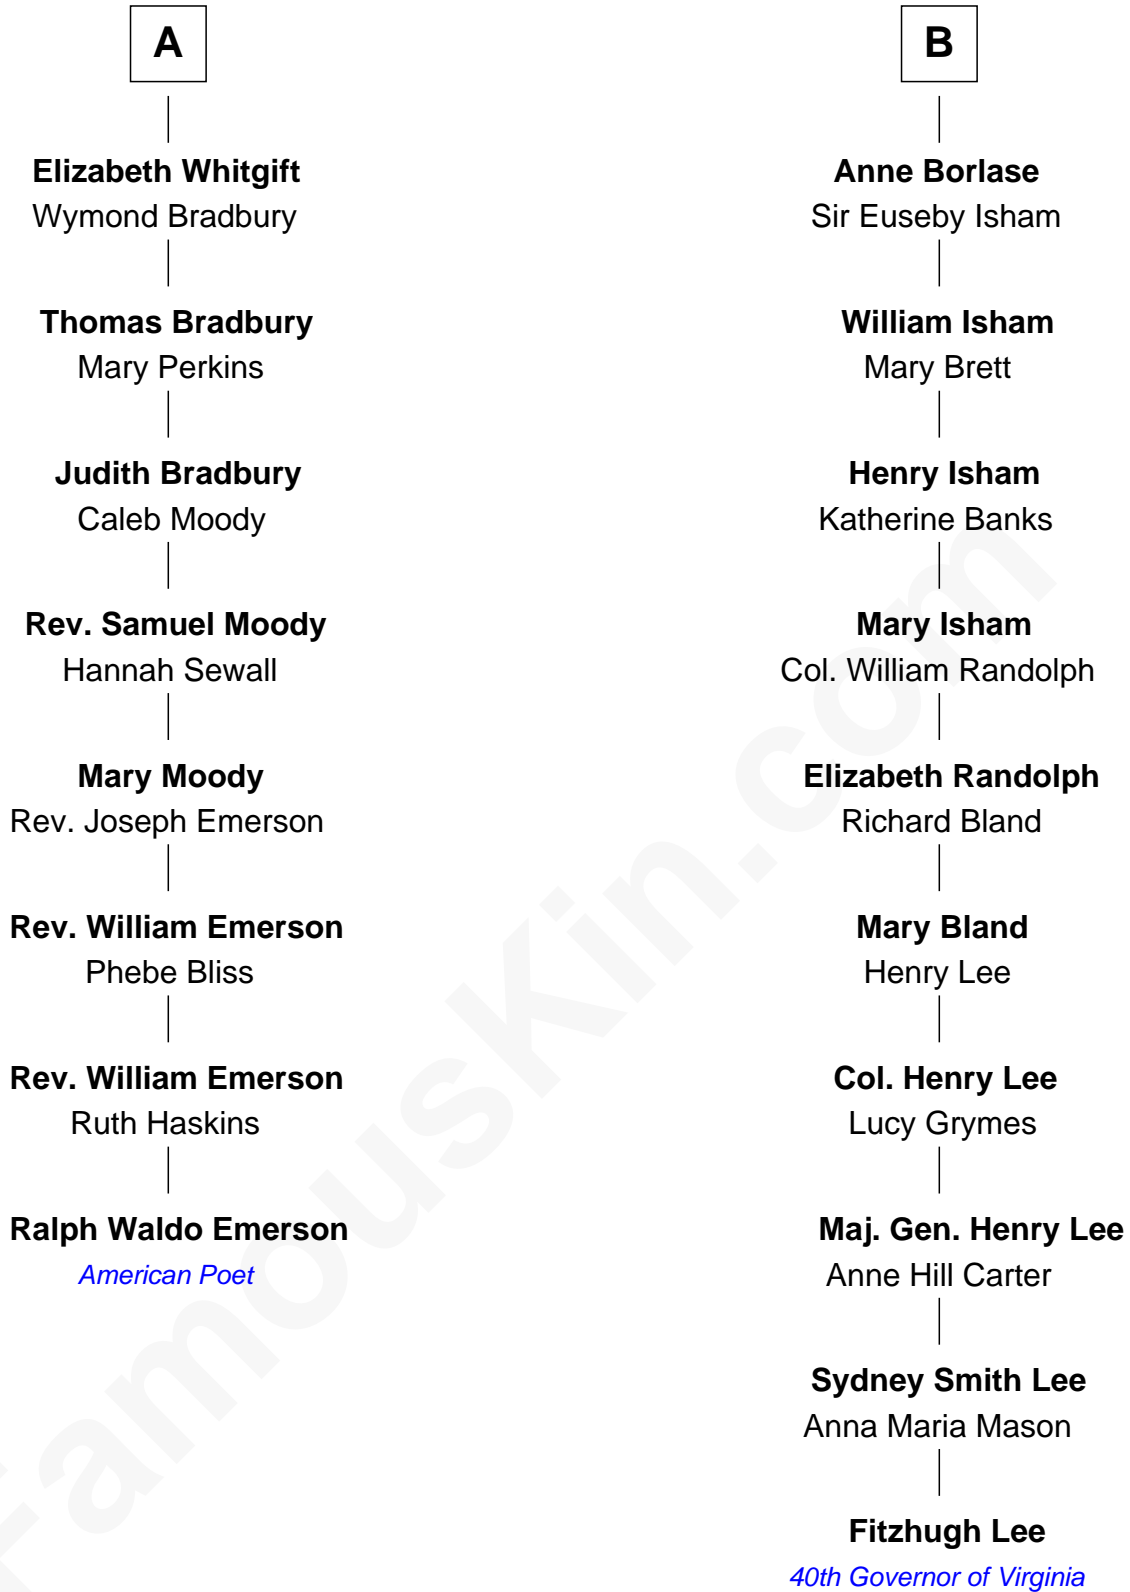 A
Elizabeth Whitgift
Wymond Bradbury
Thomas Bradbury
Mary Perkins
Judith Bradbury
Caleb Moody
Rev. Samuel Moody
Hannah Sewall
Mary Moody
Rev. Joseph Emerson
Rev. William Emerson
Phebe Bliss
Rev. William Emerson
Ruth Haskins
Ralph Waldo Emerson
American Poet
B
Anne Borlase
Sir Euseby Isham
William Isham
Mary Brett
Henry Isham
Katherine Banks
Mary Isham
Col. William Randolph
Elizabeth Randolph
Richard Bland
Mary Bland
Henry Lee
Col. Henry Lee
Lucy Grymes
Maj. Gen. Henry Lee
Anne Hill Carter
Sydney Smith Lee
Anna Maria Mason
Fitzhugh Lee
40th Governor of Virginia
FamousKin.com